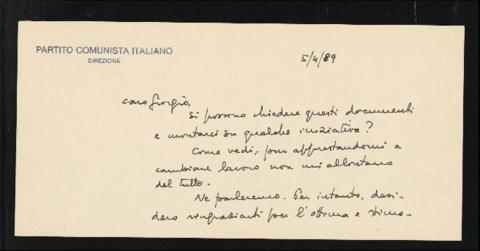 PARTITO COMUNISTA ITALIANO
DIREZIONE
5/4/89
caro Giorgio,
si possono chiedere questi documenti
e montarci su qualche iniziativa?
Come vedi, pur apprestandomi a
cambiare lavoro non mi allontano
del tutto.
Ne parleremo. Per intanto, desi-
dero ringraziarti per l'ottima e stimo-